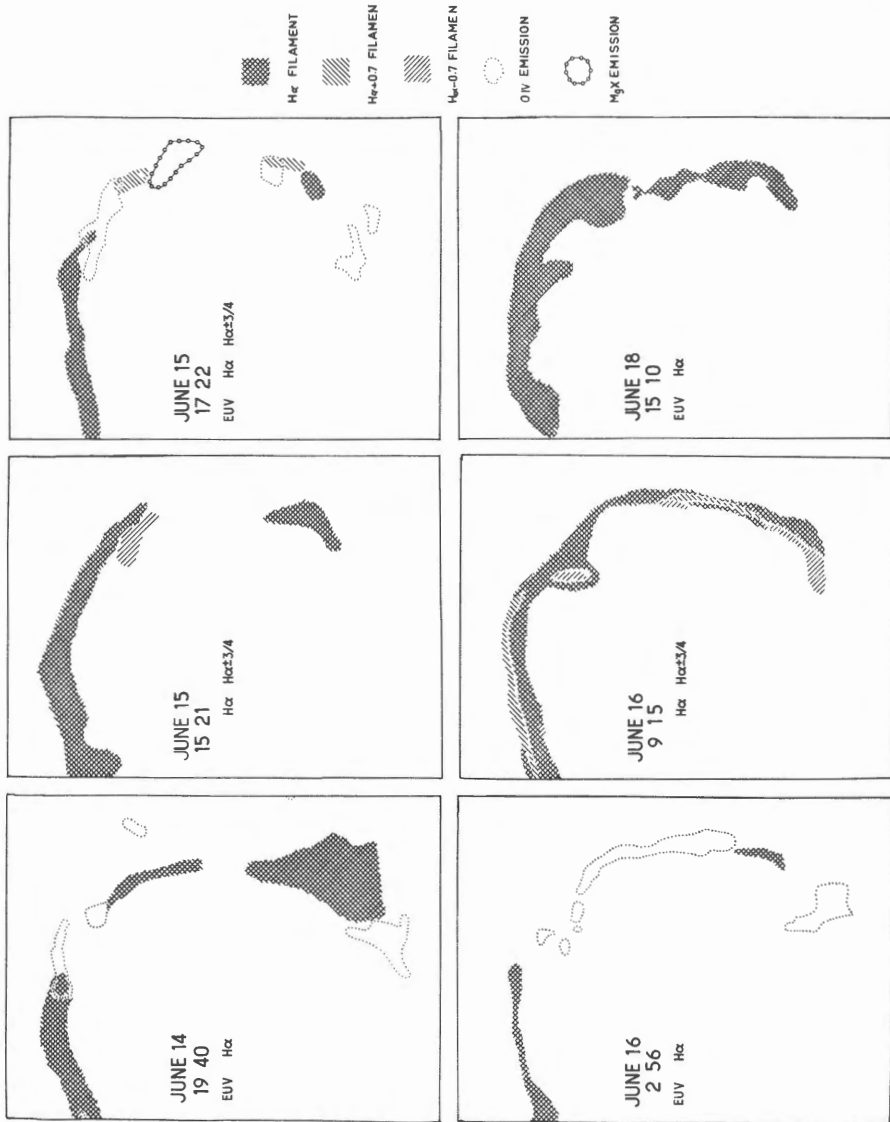 JUNE 14
19 40
EUV Hα
JUNE 15
15 21
Hα Hα±3/4
JUNE 15
17 22
EUV Hα Hα±3/4
JUNE 16
2 56
EUV Hα
JUNE 16
9 15
Hα Hα±3/4
JUNE 18
15 10
EUV Hα
Hα FILAMENT
Hα+0.7 FILAMEN
Hα-0.7 FILAMEN
OIV EMISSION
MgX EMISSION